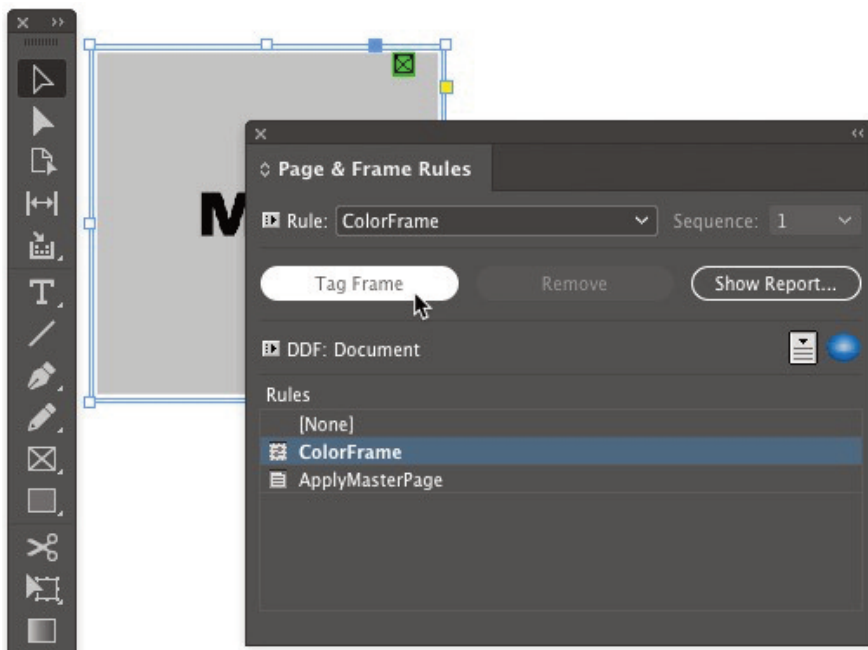 M
Page & Frame Rules
Rule: ColorFrame Sequence: 1
Tag Frame Remove Show Report...
DDF: Document
Rules
[None]
ColorFrame
ApplyMasterPage